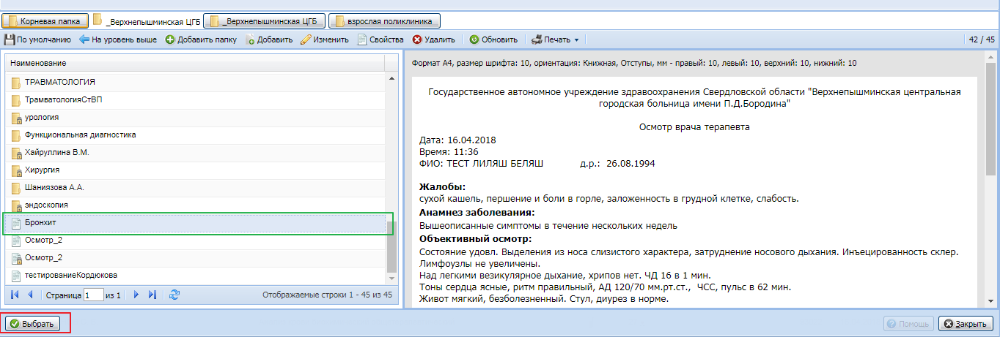 Корневая папка _Верхнепышминская ЦГБ _Верхнепышминская ЦГБ взрослая поликлиника
По умолчанию На уровень выше Добавить папку Добавить Изменить Свойства Удалить Обновить Печать 42 / 45
Наименование
ТРАВМАТОЛОГИЯ
ТрамватологияСтВП
урология
Функциональная диагностика
Хайруллина В.М.
Хирургия
Шаниязова А.А.
эндоскопия
Бронхит
Осмотр_2
Осмотр_2
тестированиеКордюкова
Страница 1 из 1 Отображаемые строки 1 - 45 из 45
Формат А4, размер шрифта: 10, ориентация: Книжная, Отступы, мм - правый: 10, левый: 10, верхний: 10, нижний: 10
Государственное автономное учреждение здравоохранения Свердловской области "Верхнепышминская центральная
городская больница имени П.Д.Бородина"
Осмотр врача терапевта
Дата: 16.04.2018
Время: 11:36
ФИО: ТЕСТ ЛИЛЯШ БЕЛЯШ д.р.: 26.08.1994
Жалобы:
сухой кашель, першение и боли в горле, заложенность в грудной клетке, слабость.
Анамнез заболевания:
Вышеописанные симптомы в течение нескольких недель
Объективный осмотр:
Состояние удовл. Выделения из носа слизистого характера, затруднение носового дыхания. Инъецированность склер.
Лимфоузлы не увеличены.
Над легкими везикулярное дыхание, хрипов нет. ЧД 16 в 1 мин.
Тоны сердца ясные, ритм правильный, АД 120/70 мм.рт.ст., ЧСС, пульс в 62 мин.
Живот мягкий, безболезненный. Стул, диурез в норме.
Выбрать Помощь Закрыть